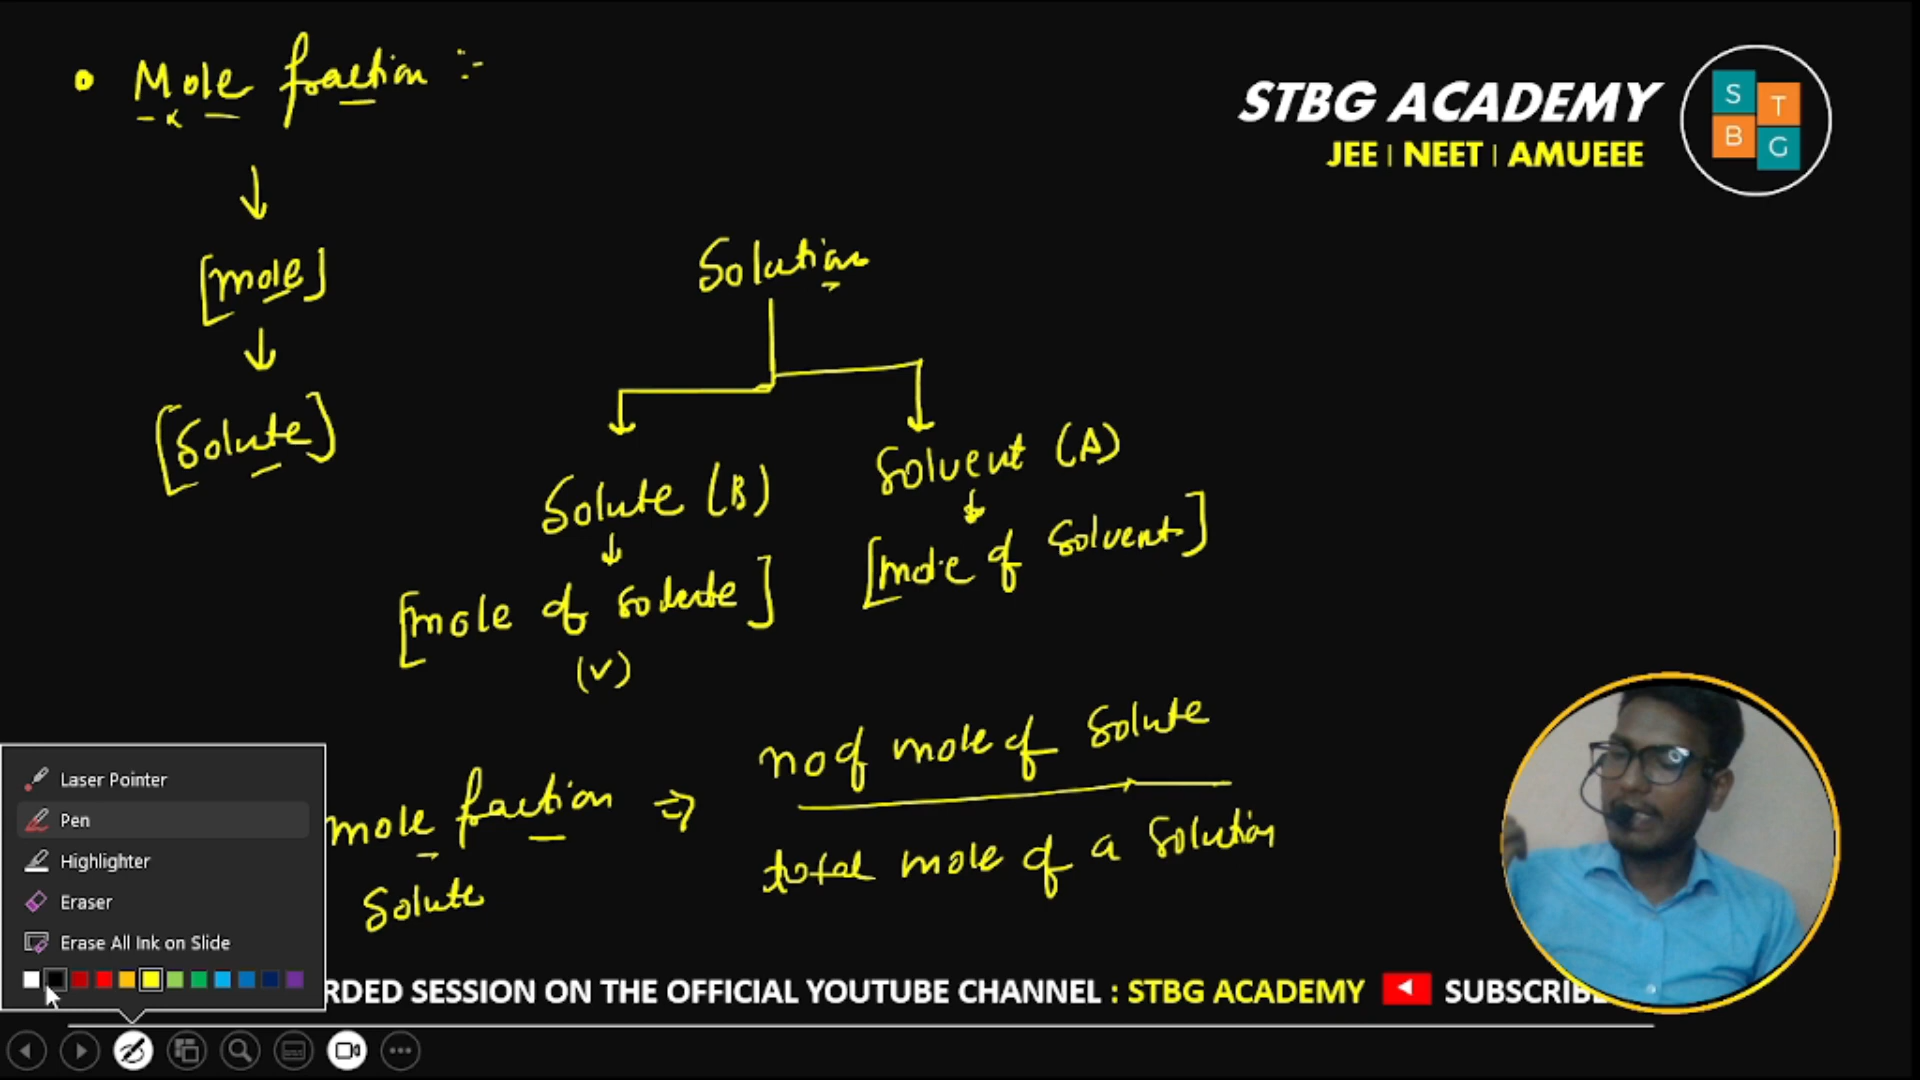 • Mole fraction :-
STBG ACADEMY
JEE | NEET | AMUEEE
S T
B G
[mole]
[Solute]
Solution
Solute (B)
Solvent (A)
[mole of solute]
[mole of solvent]
(v)
mole fraction ⇒
Solute
no of mole of Solute
total mole of a solution
Laser Pointer
Pen
Highlighter
Eraser
Erase All Ink on Slide
RDED SESSION ON THE OFFICIAL YOUTUBE CHANNEL : STBG ACADEMY SUBSCRIBE